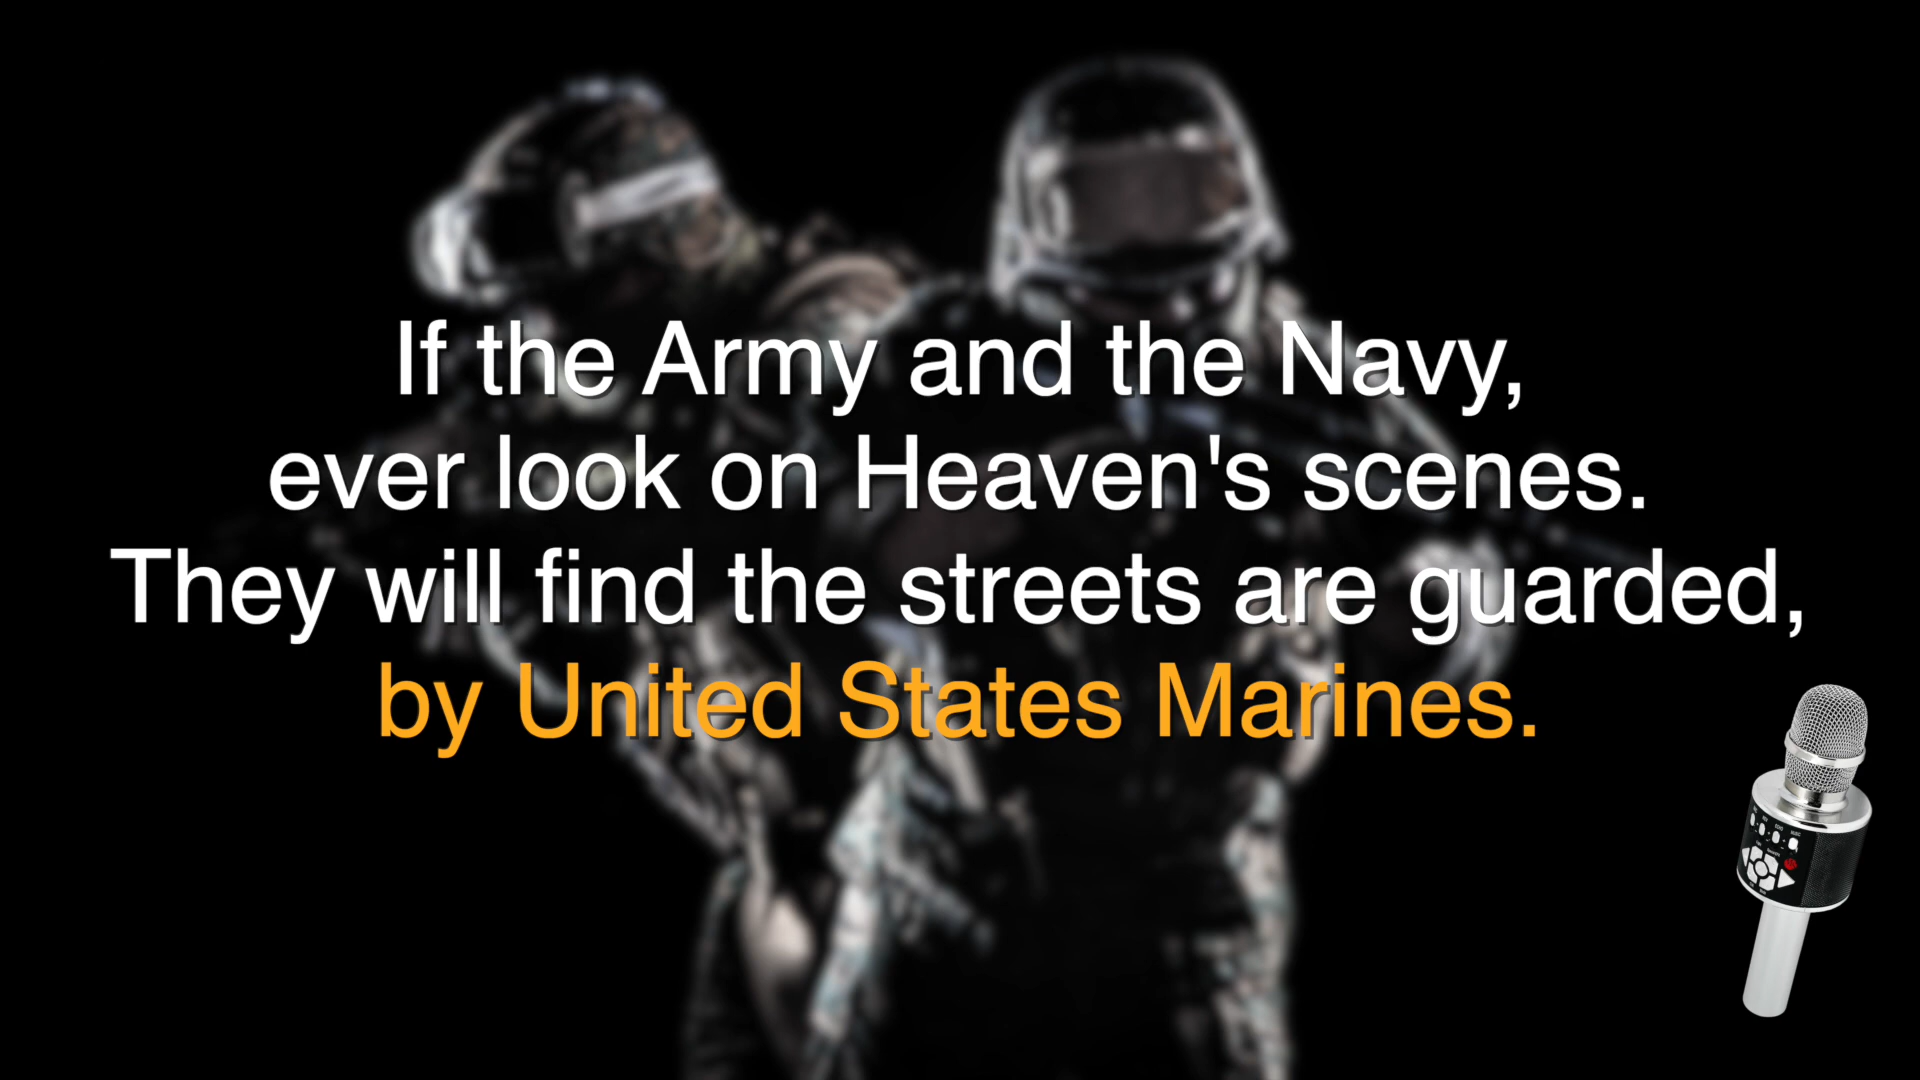 If the Army and the Navy,
ever look on Heaven's scenes.
They will find the streets are guarded,
by United States Marines.